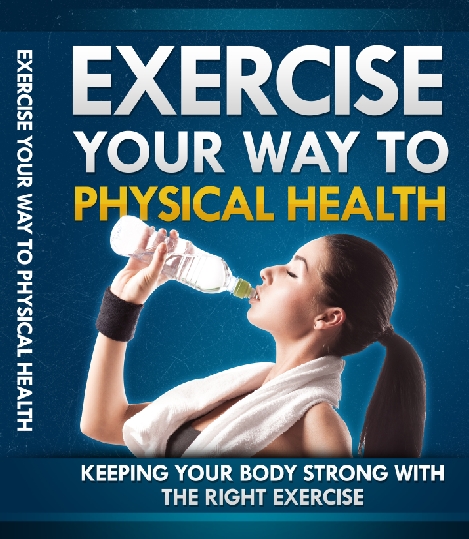 EXERCISE YOUR WAY TO PHYSICAL HEALTH
EXERCISE
YOUR WAY TO
PHYSICAL HEALTH
KEEPING YOUR BODY STRONG WITH
THE RIGHT EXERCISE